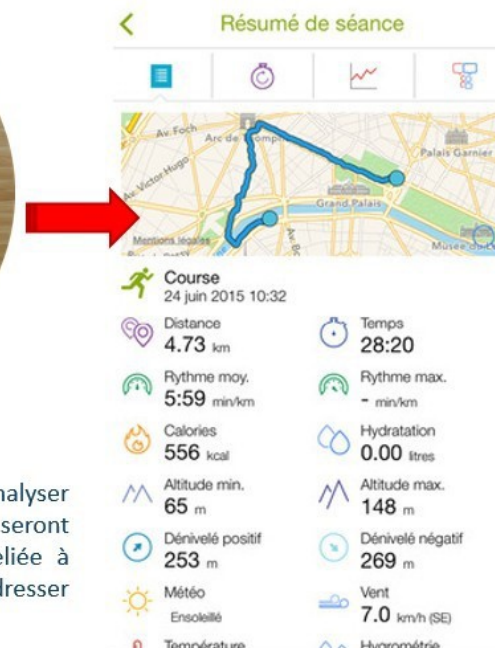 Résumé de séance
Av. Foch
Arc de
omphe
Palais Garnier
Av. Victor Hugo
Grand Palais
Mentions légales
Musée du
Course
24 juin 2015 10:32
Distance
4.73 km
Temps
28:20
Rythme moy.
5:59 min/km
Rythme max.
- min/km
Calories
556 kcal
Hydratation
0.00 litres
Altitude min.
65 m
Altitude max.
148 m
Dénivelé positif
253 m
Dénivelé négatif
269 m
Météo
Ensoleillé
Vent
7.0 km/h (SE)
Température
Hygrométrie
nalyser
seront
eliée à
dresser